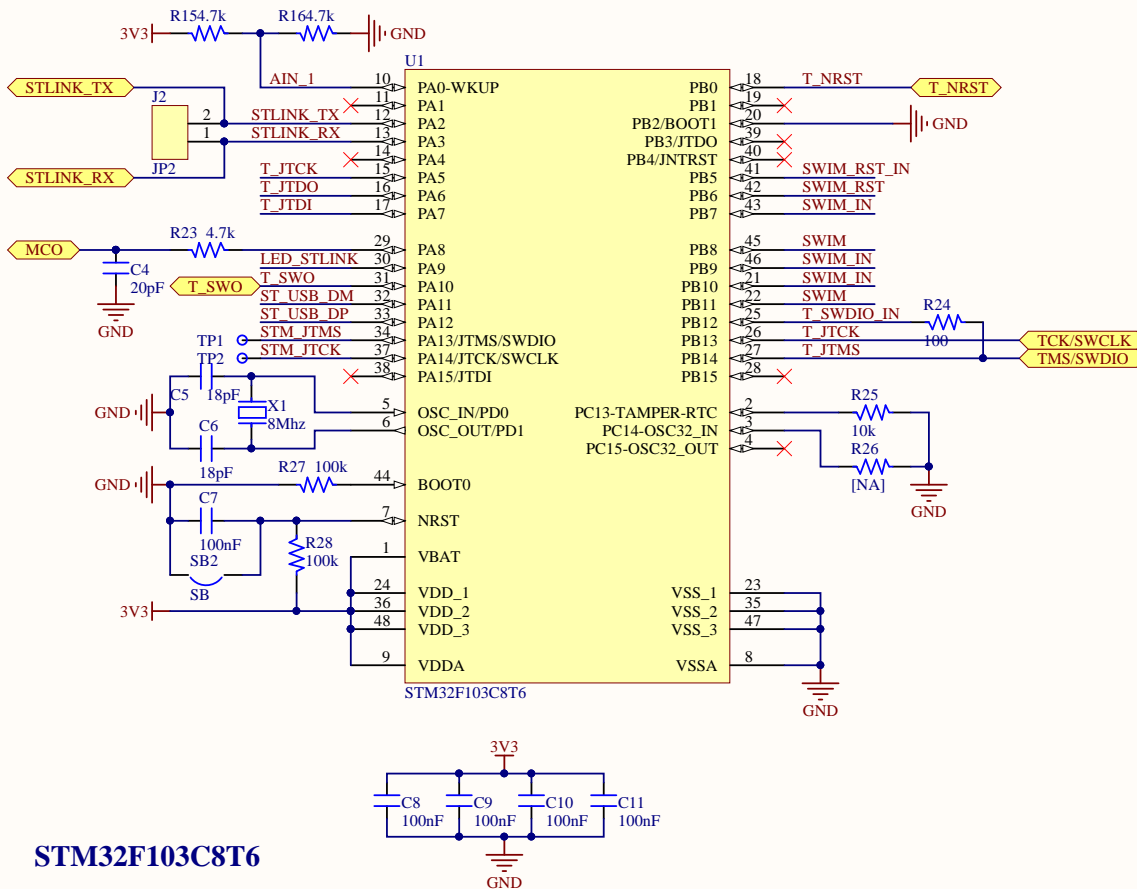 R15 4.7k R16 4.7k
3V3 GND
U1
STLINK_TX AIN_1 10 PA0-WKUP PB0 18 T_NRST T_NRST
J2 11 PA1 PB1 19
2 STLINK_TX 12 PA2 PB2/BOOT1 20 GND
1 STLINK_RX 13 PA3 PB3/JTDO 39
JP2 14 PA4 PB4/JNTRST 40
STLINK_RX T_JTCK 15 PA5 PB5 41 SWIM_RST_IN
T_JTDO 16 PA6 PB6 42 SWIM_RST
T_JTDI 17 PA7 PB7 43 SWIM_IN
R23 4.7k
MCO 29 PA8 PB8 45 SWIM
C4 LED_STLINK 30 PA9 PB9 46 SWIM_IN
20pF T_SWO T_SWO 31 PA10 PB10 21 SWIM_IN
GND ST_USB_DM 32 PA11 PB11 22 SWIM R24
ST_USB_DP 33 PA12 PB12 25 T_SWDIO_IN 100
TP1 STM_JTMS 34 PA13/JTMS/SWDIO PB13 26 T_JTCK TCK/SWCLK
TP2 STM_JTCK 37 PA14/JTCK/SWCLK PB14 27 T_JTMS TMS/SWDIO
38 PA15/JTDI PB15 28
C5 18pF
GND X1 5 OSC_IN/PD0 PC13-TAMPER-RTC 2 R25
C6 8Mhz 6 OSC_OUT/PD1 PC14-OSC32_IN 3 10k
18pF PC15-OSC32_OUT 4 R26
R27 100k [NA]
GND 44 BOOT0 GND
C7
100nF 7 NRST
SB2 R28
SB 100k 1 VBAT
24 VDD_1 VSS_1 23
3V3 36 VDD_2 VSS_2 35
48 VDD_3 VSS_3 47
9 VDDA VSSA 8
STM32F103C8T6 GND
3V3
C8 C9 C10 C11
100nF 100nF 100nF 100nF
STM32F103C8T6
GND